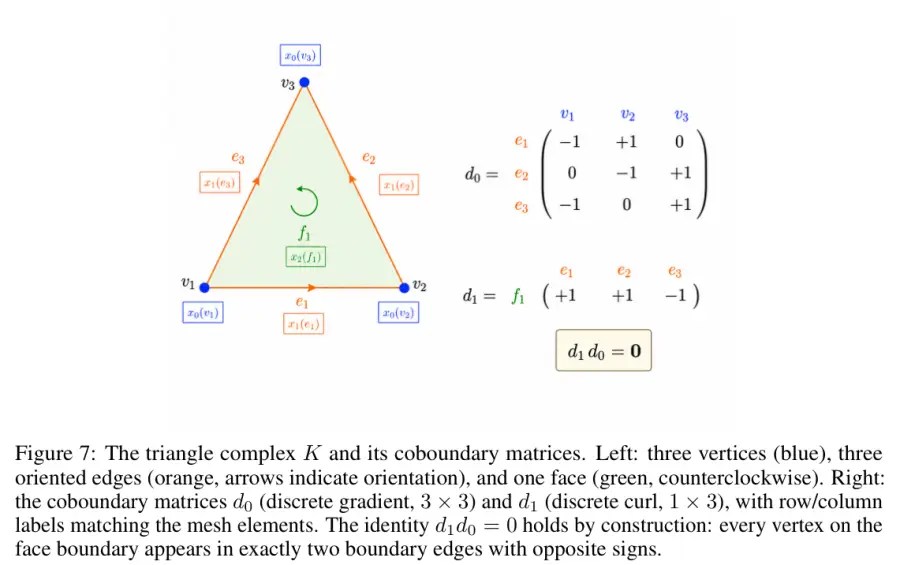 x₀(v₃)
v₃
e₃
e₂
x₁(e₃)
x₁(e₂)
f₁
x₂(f₁)
v₁
v₂
e₁
x₀(v₁)
x₁(e₁)
x₀(v₂)
v₁ v₂ v₃
e₁ −1 +1 0
d₀ = e₂ 0 −1 +1
e₃ −1 0 +1
e₁ e₂ e₃
d₁ = f₁ ( +1 +1 −1 )
d₁ d₀ = 0
Figure 7: The triangle complex K and its coboundary matrices. Left: three vertices (blue), three
oriented edges (orange, arrows indicate orientation), and one face (green, counterclockwise). Right:
the coboundary matrices d₀ (discrete gradient, 3 × 3) and d₁ (discrete curl, 1 × 3), with row/column
labels matching the mesh elements. The identity d₁d₀ = 0 holds by construction: every vertex on the
face boundary appears in exactly two boundary edges with opposite signs.